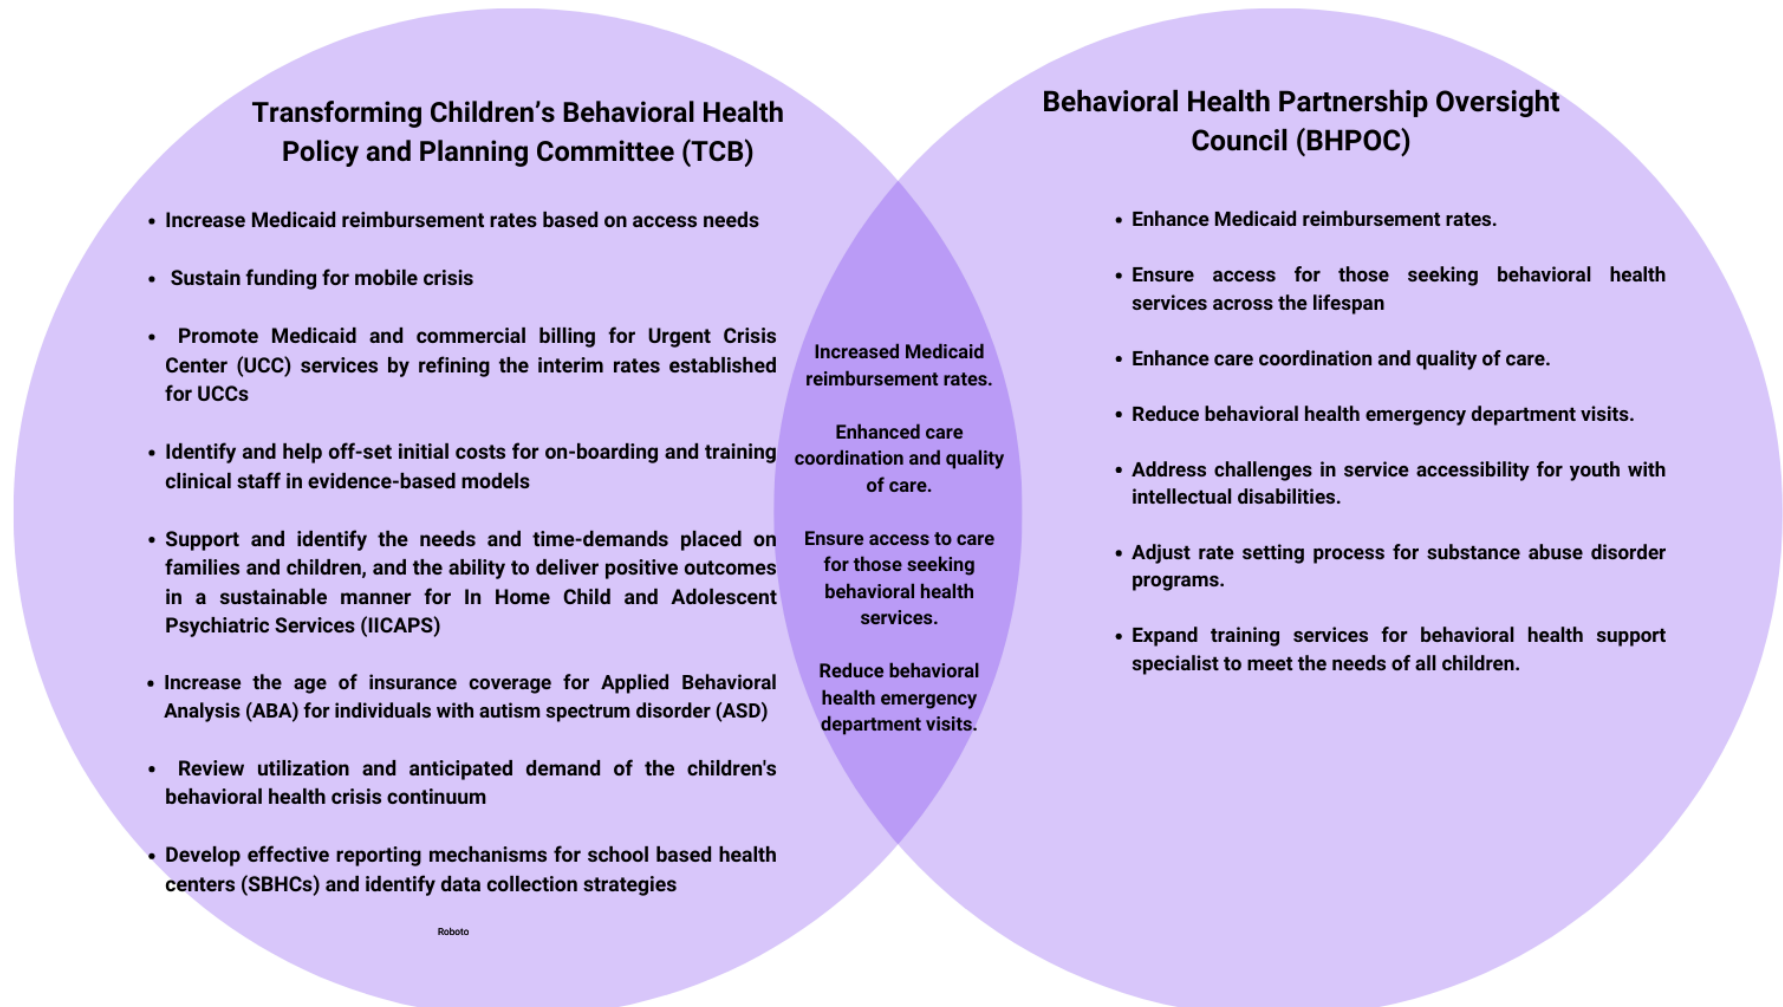 Transforming Children’s Behavioral Health
Policy and Planning Committee (TCB)
• Increase Medicaid reimbursement rates based on access needs
• Sustain funding for mobile crisis
• Promote Medicaid and commercial billing for Urgent Crisis
Center (UCC) services by refining the interim rates established
for UCCs
• Identify and help off-set initial costs for on-boarding and training
clinical staff in evidence-based models
• Support and identify the needs and time-demands placed on
families and children, and the ability to deliver positive outcomes
in a sustainable manner for In Home Child and Adolescent
Psychiatric Services (IICAPS)
• Increase the age of insurance coverage for Applied Behavioral
Analysis (ABA) for individuals with autism spectrum disorder (ASD)
• Review utilization and anticipated demand of the children's
behavioral health crisis continuum
• Develop effective reporting mechanisms for school based health
centers (SBHCs) and identify data collection strategies
Roboto
Increased Medicaid
reimbursement rates.
Enhanced care
coordination and quality
of care.
Ensure access to care
for those seeking
behavioral health
services.
Reduce behavioral
health emergency
department visits.
Behavioral Health Partnership Oversight
Council (BHPOC)
• Enhance Medicaid reimbursement rates.
• Ensure access for those seeking behavioral health
services across the lifespan
• Enhance care coordination and quality of care.
• Reduce behavioral health emergency department visits.
• Address challenges in service accessibility for youth with
intellectual disabilities.
• Adjust rate setting process for substance abuse disorder
programs.
• Expand training services for behavioral health support
specialist to meet the needs of all children.